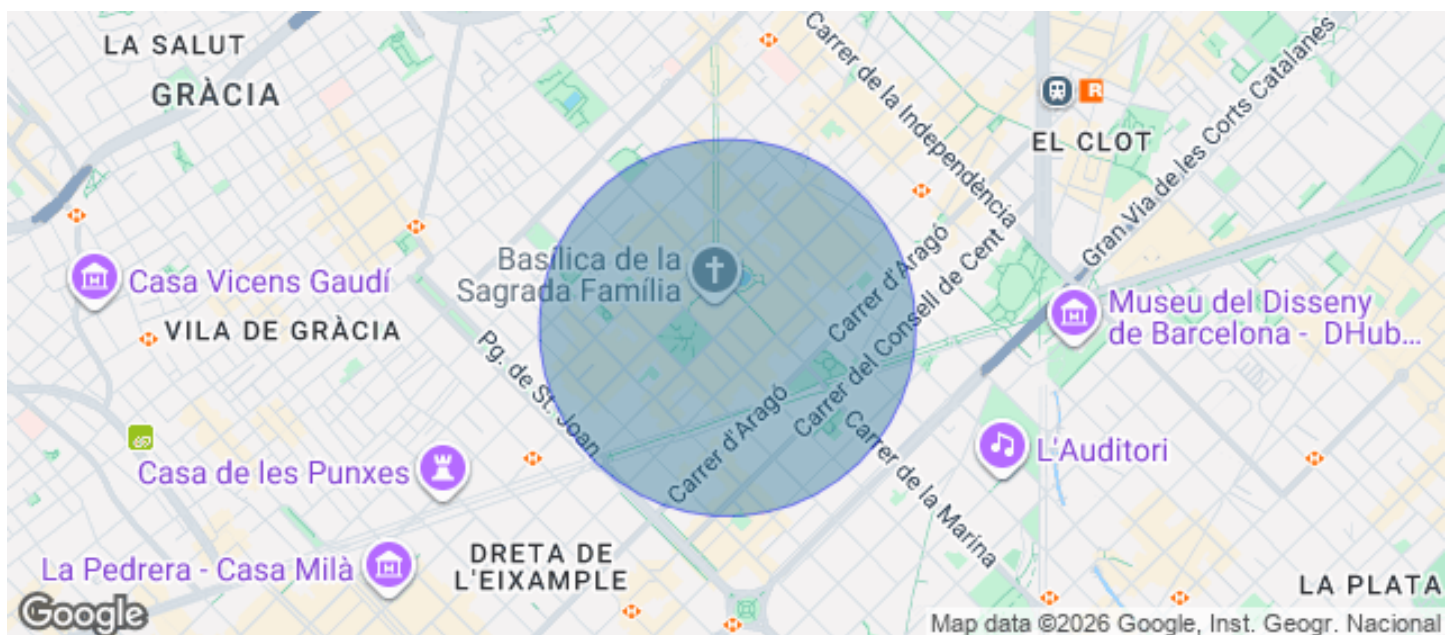 LA SALUT
GRÀCIA
Carrer de la Independència
R
EL CLOT
Gran Via de les Corts Catalanes
Basílica de la
Sagrada Família
Casa Vicens Gaudí
VILA DE GRÀCIA
Pg. de St. Joan
Carrer d'Aragó
Carrer del Consell de Cent
Museu del Disseny
de Barcelona - DHub...
Carrer d'Aragó
Carrer de la Marina
L'Auditori
Casa de les Punxes
DRETA DE
L'EIXAMPLE
La Pedrera - Casa Milà
LA PLATA
Google
Map data ©2026 Google, Inst. Geogr. Nacional